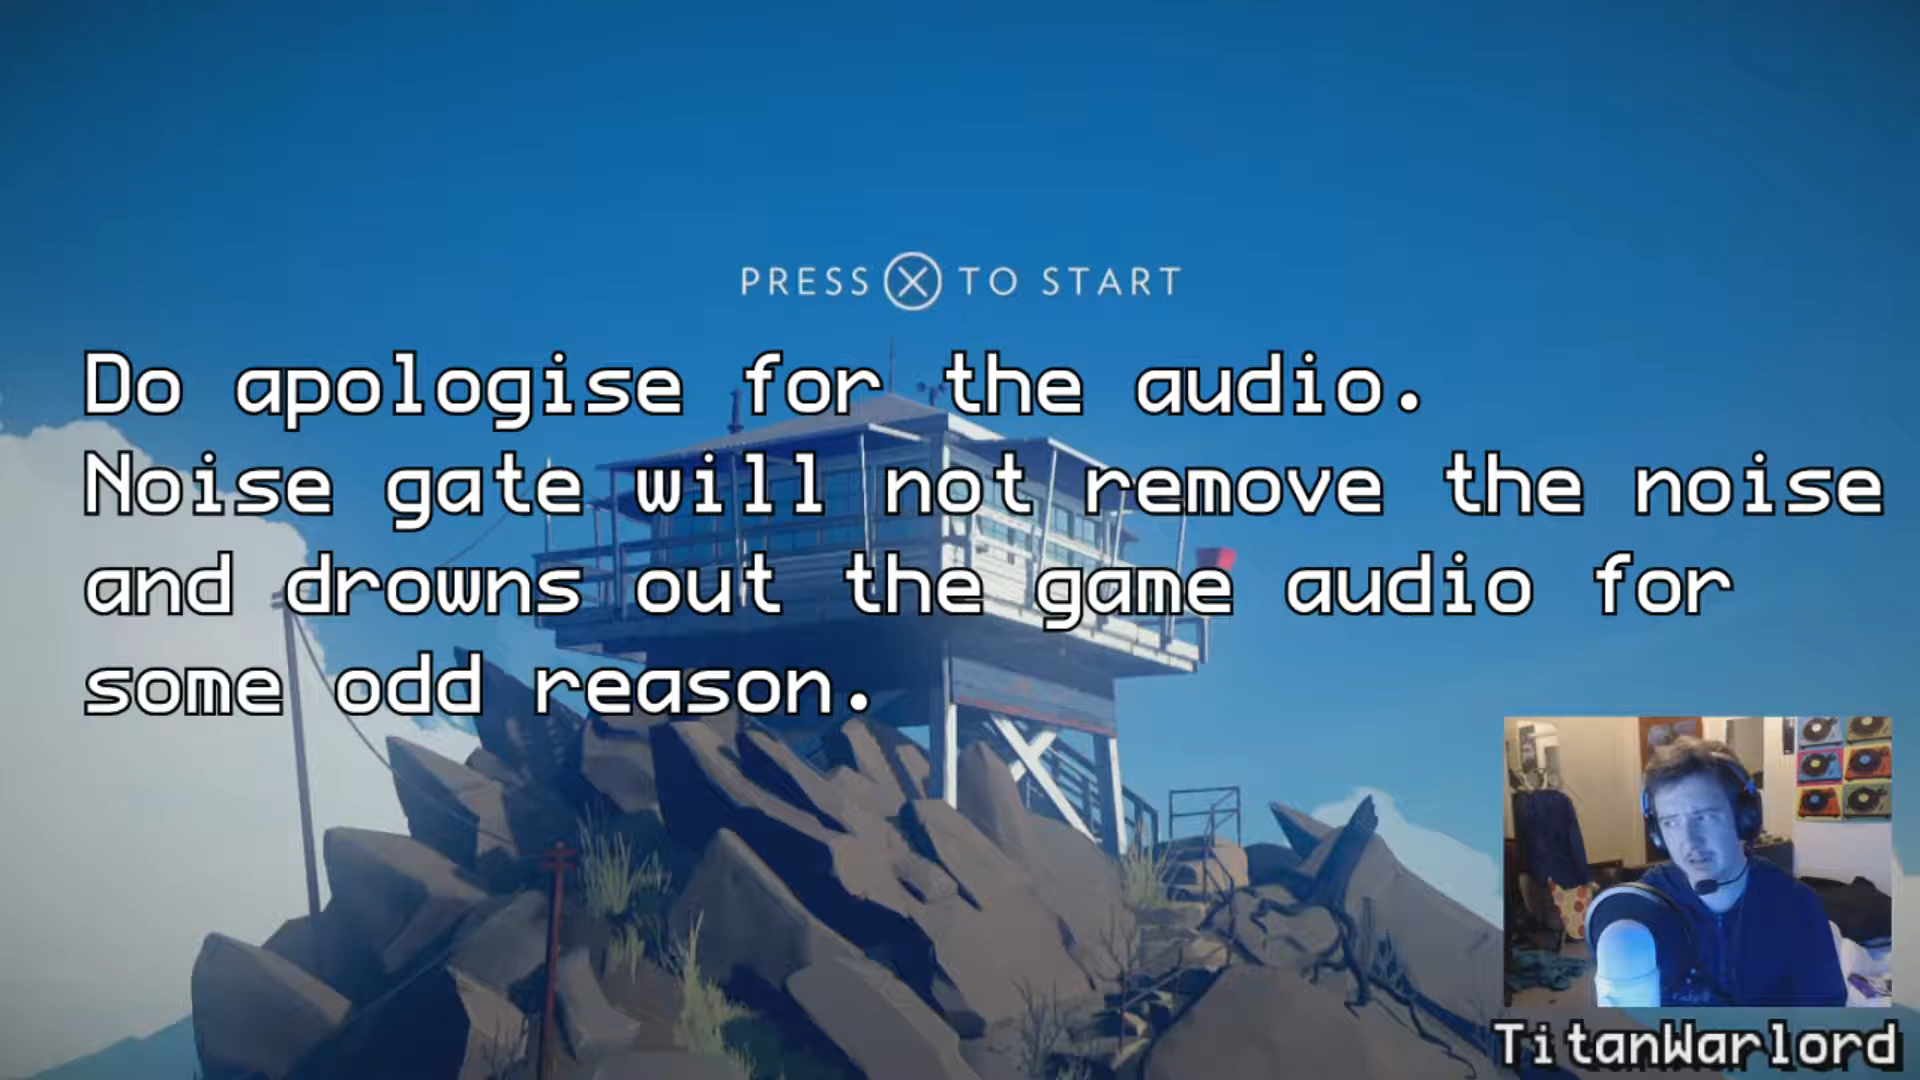 PRESS X TO START
Do apologise for the audio.
Noise gate will not remove the noise
and drowns out the game audio for
some odd reason.
TitanWarlord